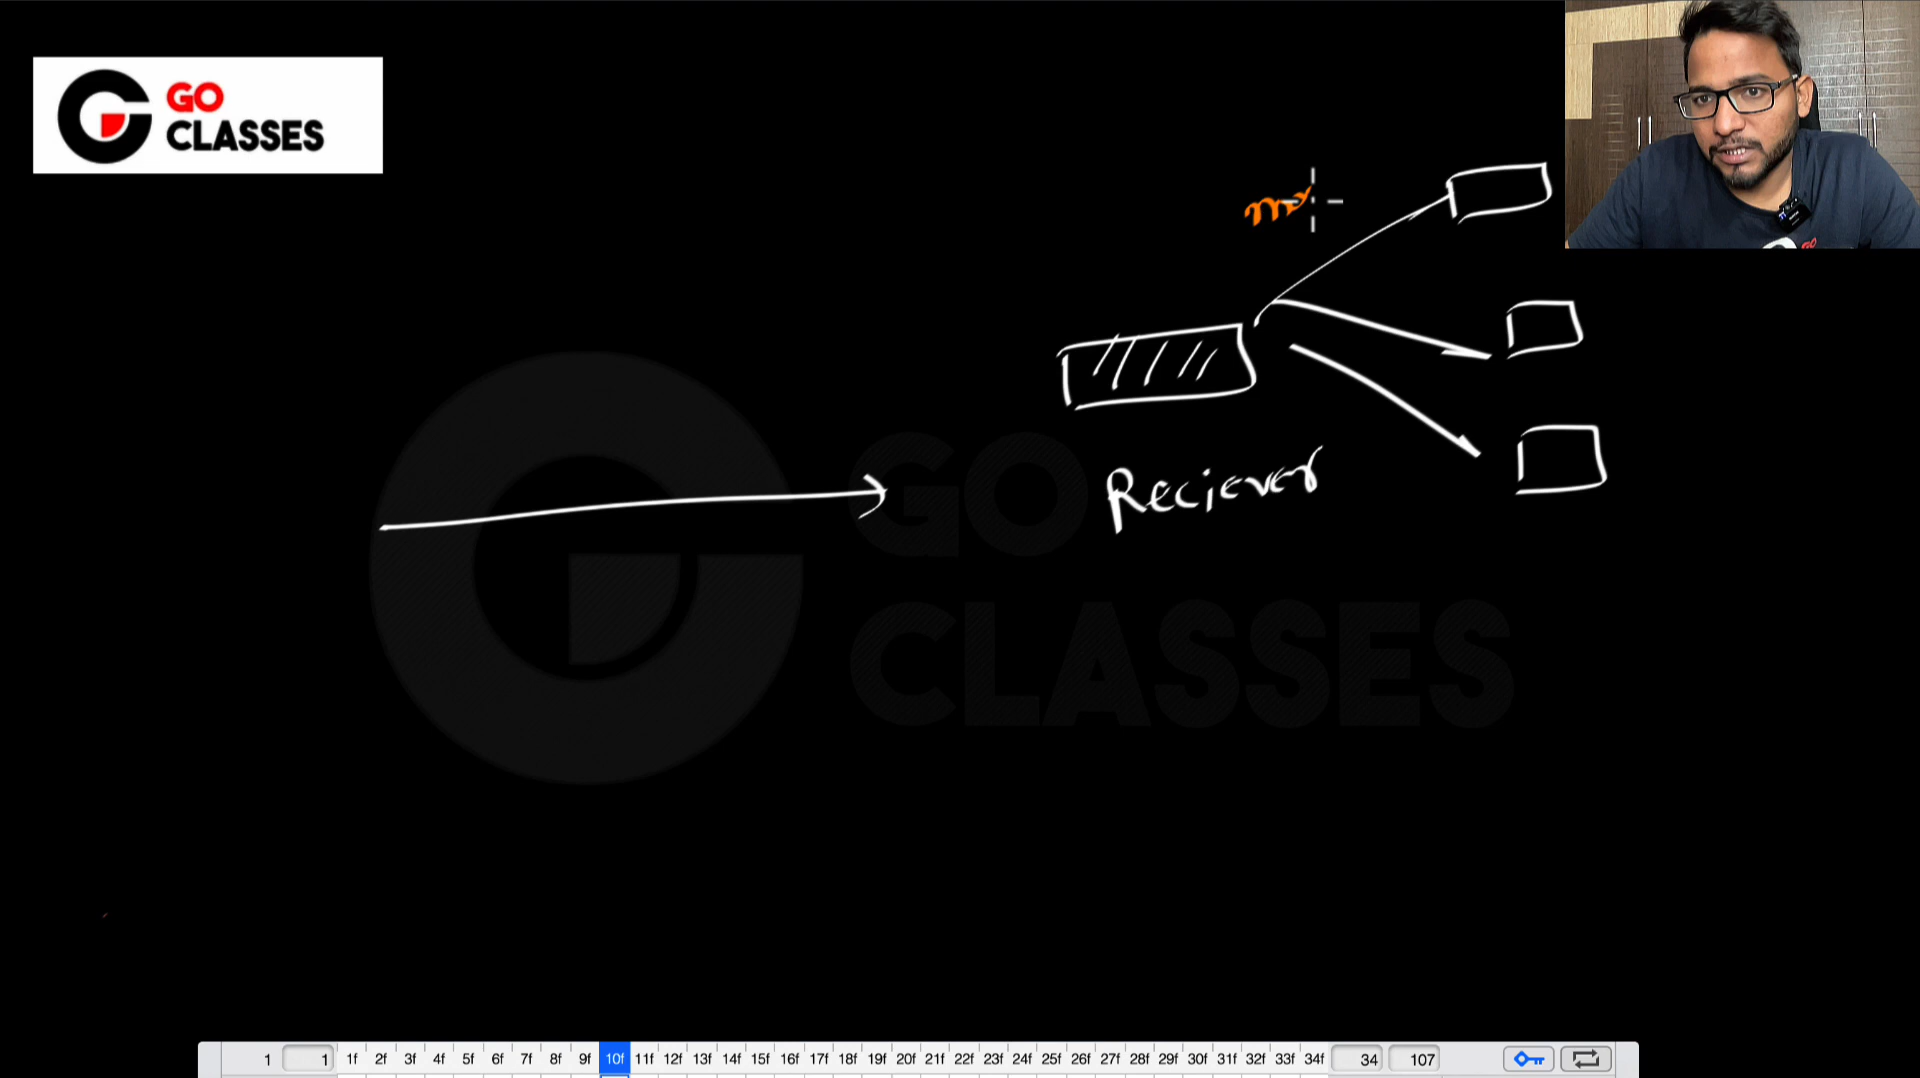 GO
CLASSES
Reciever
GO
CLASSES
1 1 1f 2f 3f 4f 5f 6f 7f 8f 9f 10f 11f 12f 13f 14f 15f 16f 17f 18f 19f 20f 21f 22f 23f 24f 25f 26f 27f 28f 29f 30f 31f 32f 33f 34f 34 107